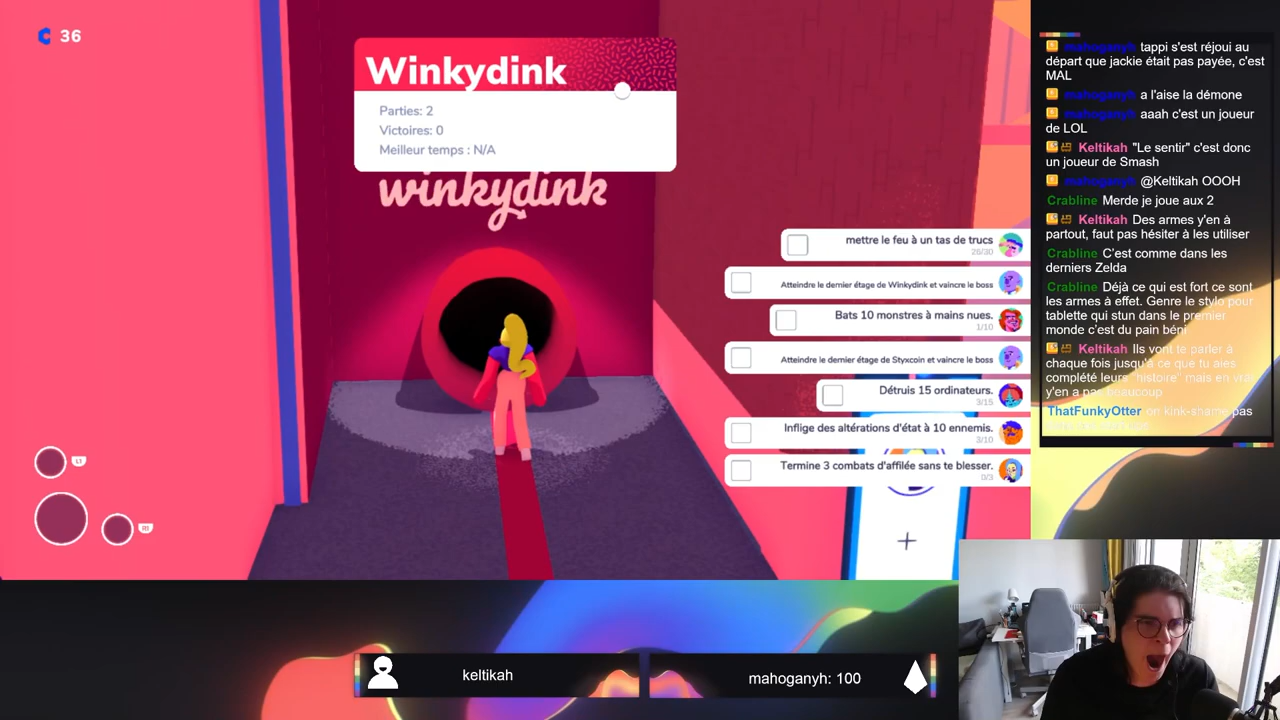 36
Winkydink
Parties: 2
Victoires: 0
Meilleur temps : N/A
winkydink
mettre le feu à un tas de trucs
26/30
Atteindre le dernier étage de Winkydink et vaincre le boss
Bats 10 monstres à mains nues.
1/10
Atteindre le dernier étage de Styxcoin et vaincre le boss
Détruis 15 ordinateurs.
3/15
Inflige des altérations d'état à 10 ennemis.
3/10
Termine 3 combats d'affilée sans te blesser.
0/3
L1
R1
mahoganyh tappi s'est réjoui au
départ que jackie était pas payée, c'est
MAL
mahoganyh a l'aise la démone
mahoganyh aaah c'est un joueur
de LOL
Keltikah "Le sentir" c'est donc
un joueur de Smash
mahoganyh @Keltikah OOOH
Crabline Merde je joue aux 2
Keltikah Des armes y'en à
partout, faut pas hésiter à les utiliser
Crabline C'est comme dans les
derniers Zelda
Crabline Déjà ce qui est fort ce sont
les armes à effet. Genre le stylo pour
tablette qui stun dans le premier
monde c'est du pain béni
Keltikah Ils vont te parler à
chaque fois jusqu'à ce que tu aies
complété leurs "histoire" mais en vrai
y'en a pas beaucoup
ThatFunkyOtter on kink-shame pas
keltikah
mahoganyh: 100